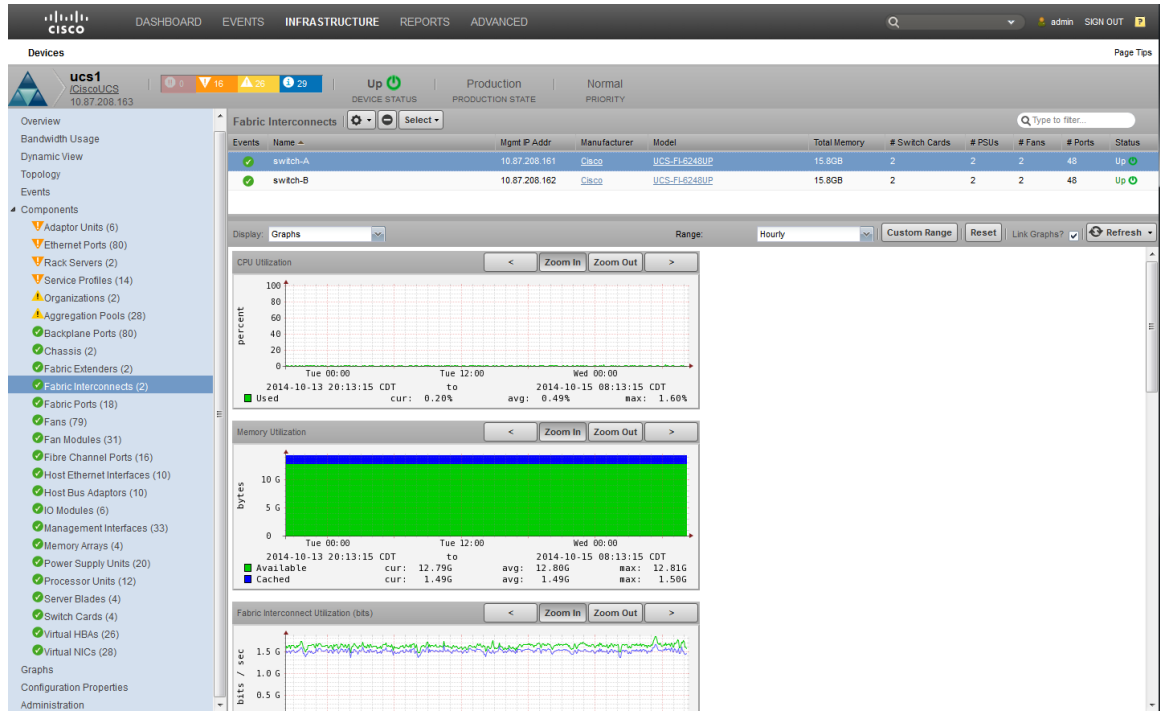 CISCO DASHBOARD EVENTS INFRASTRUCTURE REPORTS ADVANCED admin SIGN OUT ?
Devices Page Tips
ucs1
/CiscoUCS
10.87.208.163
0 16 26 29
Up Production Normal
DEVICE STATUS PRODUCTION STATE PRIORITY
Overview
Bandwidth Usage
Dynamic View
Topology
Events
Components
Adaptor Units (6)
Ethernet Ports (80)
Rack Servers (2)
Service Profiles (14)
Organizations (2)
Aggregation Pools (28)
Backplane Ports (80)
Chassis (2)
Fabric Extenders (2)
Fabric Interconnects (2)
Fabric Ports (18)
Fans (79)
Fan Modules (31)
Fibre Channel Ports (16)
Host Ethernet Interfaces (10)
Host Bus Adaptors (10)
IO Modules (6)
Management Interfaces (33)
Memory Arrays (4)
Power Supply Units (20)
Processor Units (12)
Server Blades (4)
Switch Cards (4)
Virtual HBAs (26)
Virtual NICs (28)
Graphs
Configuration Properties
Administration
Fabric Interconnects Select Type to filter...
Events Name Mgmt IP Addr Manufacturer Model Total Memory # Switch Cards # PSUs # Fans # Ports Status
switch-A 10.87.208.161 Cisco UCS-FI-6248UP 15.8GB 2 2 2 48 Up
switch-B 10.87.208.162 Cisco UCS-FI-6248UP 15.8GB 2 2 2 48 Up
Display: Graphs Range: Hourly Custom Range Reset Link Graphs? Refresh
CPU Utilization < Zoom In Zoom Out >
percent
100
80
60
40
20
0
Tue 00:00 Tue 12:00 Wed 00:00
2014-10-13 20:13:15 CDT to 2014-10-15 08:13:15 CDT
Used cur: 0.20% avg: 0.49% max: 1.60%
Memory Utilization < Zoom In Zoom Out >
bytes
10 G
5 G
0
Tue 00:00 Tue 12:00 Wed 00:00
2014-10-13 20:13:15 CDT to 2014-10-15 08:13:15 CDT
Available cur: 12.79G avg: 12.80G max: 12.81G
Cached cur: 1.49G avg: 1.49G max: 1.50G
Fabric Interconnect Utilization (bits) < Zoom In Zoom Out >
bits / sec
1.5 G
1.0 G
0.5 G